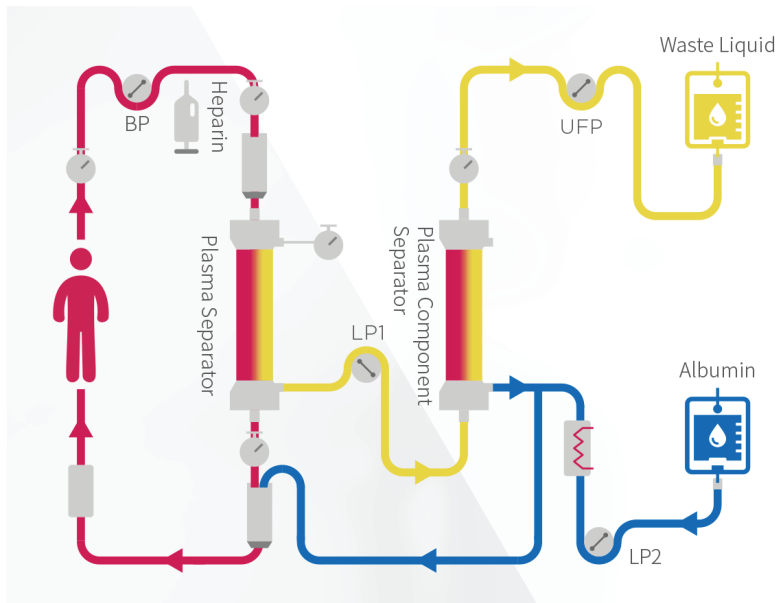 Waste Liquid
BP
Heparin
UFP
Plasma Separator
Plasma Component
Separator
LP1
Albumin
LP2